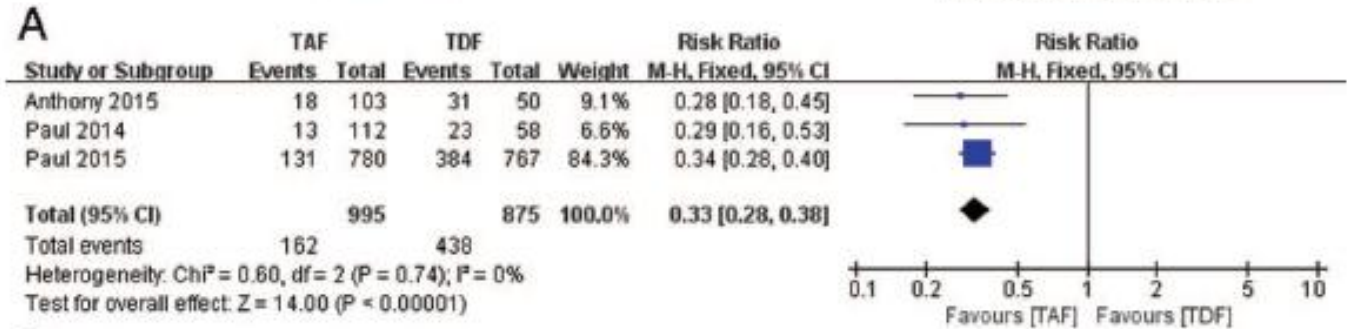 A
TAF TDF Risk Ratio Risk Ratio
Study or Subgroup Events Total Events Total Weight M-H, Fixed, 95% CI M-H, Fixed, 95% CI
Anthony 2015 18 103 31 50 9.1% 0.28 [0.18, 0.45]
Paul 2014 13 112 23 58 6.6% 0.29 [0.16, 0.53]
Paul 2015 131 780 384 767 84.3% 0.34 [0.28, 0.40]
Total (95% CI) 995 875 100.0% 0.33 [0.28, 0.38]
Total events 162 438
Heterogeneity: Chi² = 0.60, df = 2 (P = 0.74); I² = 0%
Test for overall effect: Z = 14.00 (P < 0.00001)
0.1 0.2 0.5 1 2 5 10
Favours [TAF] Favours [TDF]